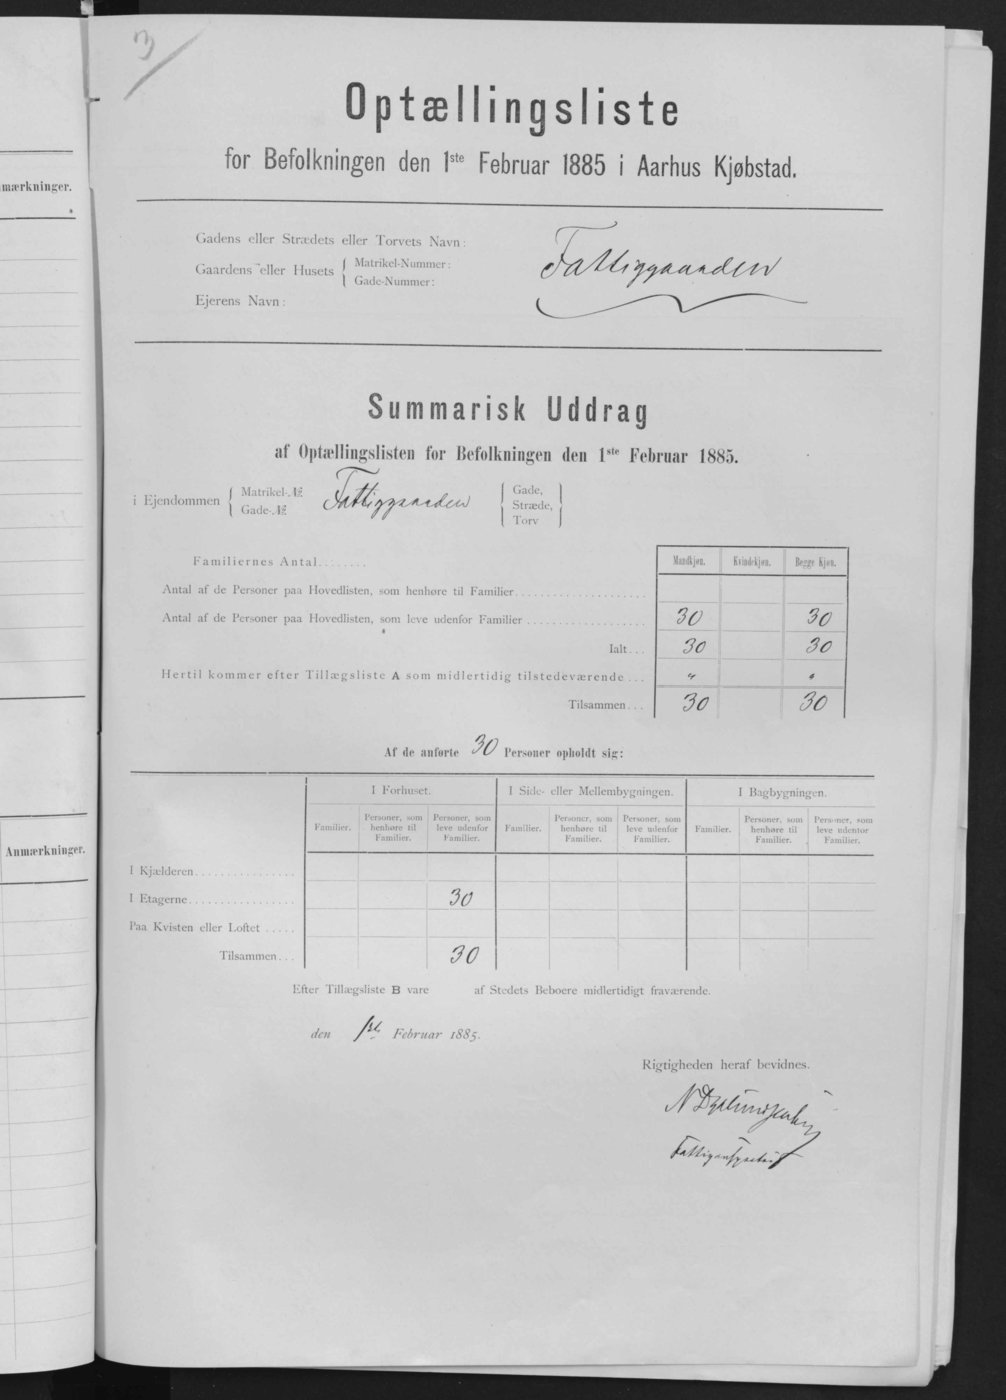 3
mærkninger.
Optællingsliste
for Befolkningen den 1ste Februar 1885 i Aarhus Kjøbstad.
Gadens eller Strædets eller Torvets Navn:
Gaardens eller Husets { Matrikel-Nummer:
Gade-Nummer:
Fattiggaarden
Ejerens Navn:
Summarisk Uddrag
af Optællingslisten for Befolkningen den 1ste Februar 1885.
i Ejendommen { Matrikel-№ Gade-№ Fattiggaarden { Gade, Stræde, Torv }
Mandkjøn. Kvindekjøn. Begge Kjøn.
Familiernes Antal........
Antal af de Personer paa Hovedlisten, som henhøre til Familier
Antal af de Personer paa Hovedlisten, som leve udenfor Familier 30 30
Ialt... 30 30
Hertil kommer efter Tillægsliste A som midlertidig tilstedeværende... " "
Tilsammen... 30 30
Af de anførte 30 Personer opholdt sig:
I Forhuset. I Side- eller Mellembygningen. I Bagbygningen.
Familier. Personer, som henhøre til Familier. Personer, som leve udenfor Familier. Familier. Personer, som henhøre til Familier. Personer, som leve udenfor Familier. Familier. Personer, som henhøre til Familier. Personer, som leve udenfor Familier.
Anmærkninger.
I Kjælderen
I Etagerne 30
Paa Kvisten eller Loftet
Tilsammen... 30
Efter Tillægsliste B vare af Stedets Beboere midlertidigt fraværende.
den 1st Februar 1885.
Rigtigheden heraf bevidnes.